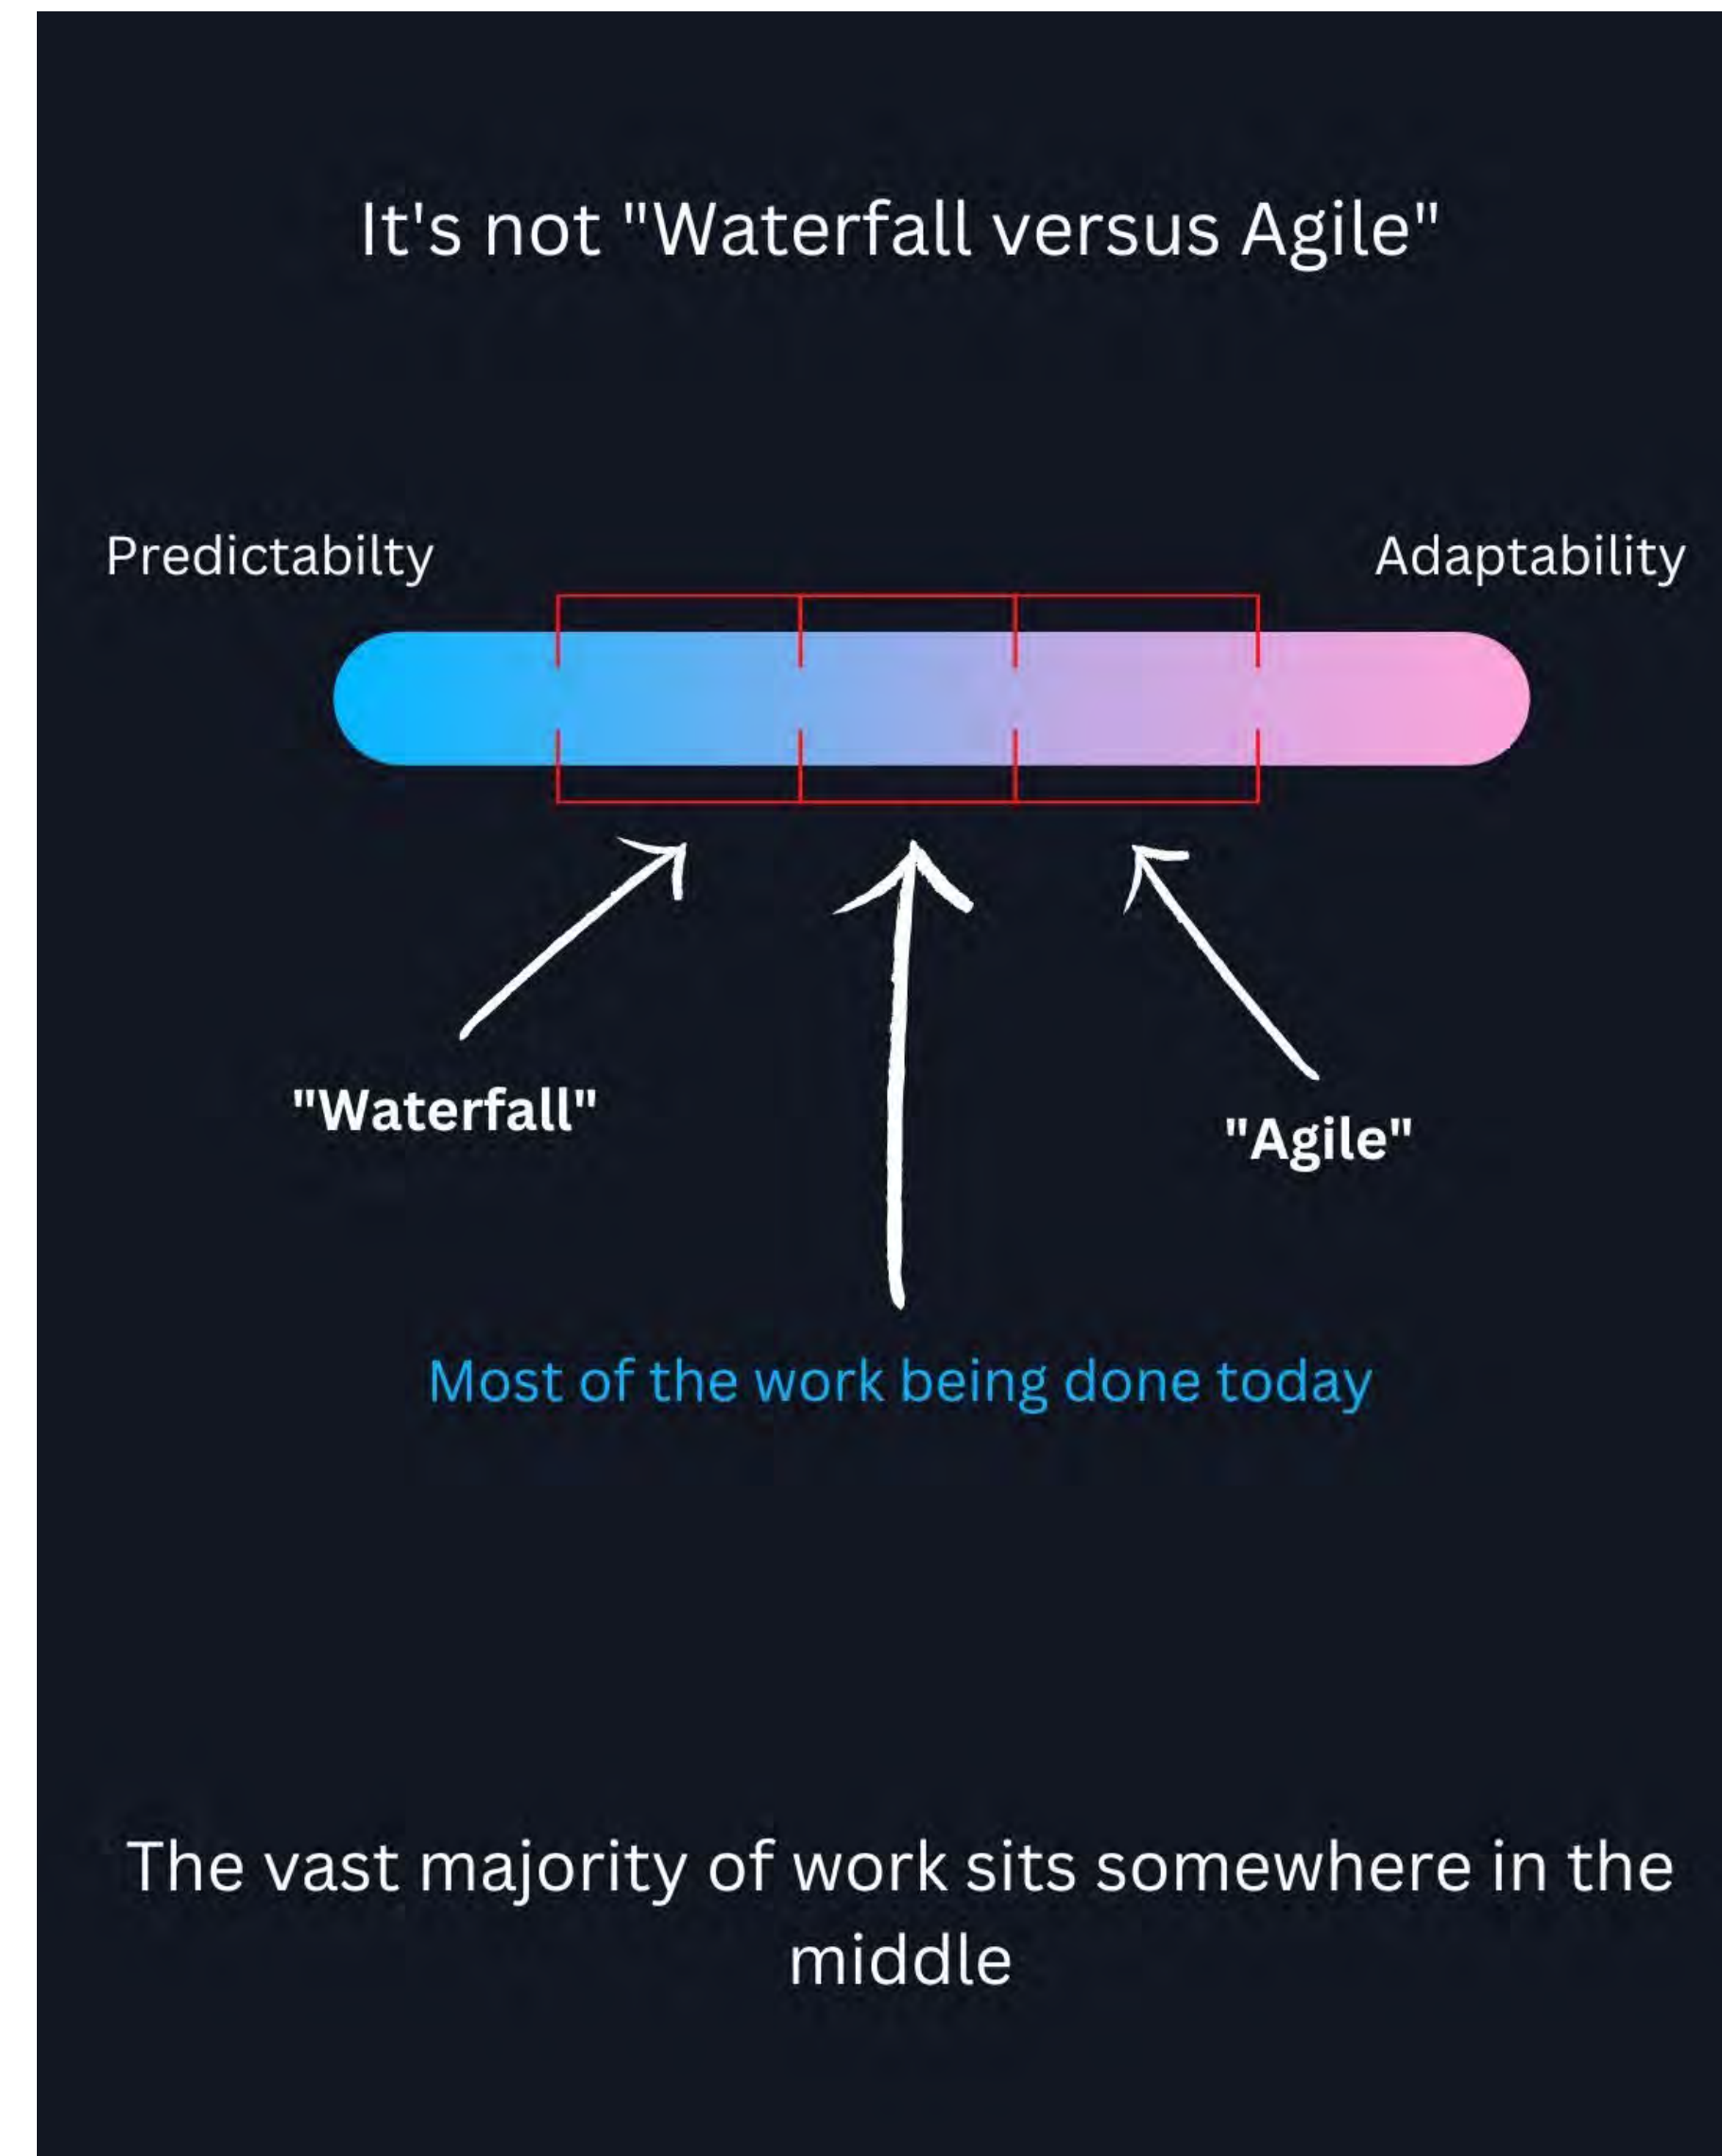 It's not "Waterfall versus Agile"
Predictabilty
Adaptability
"Waterfall"
"Agile"
Most of the work being done today
The vast majority of work sits somewhere in the
middle